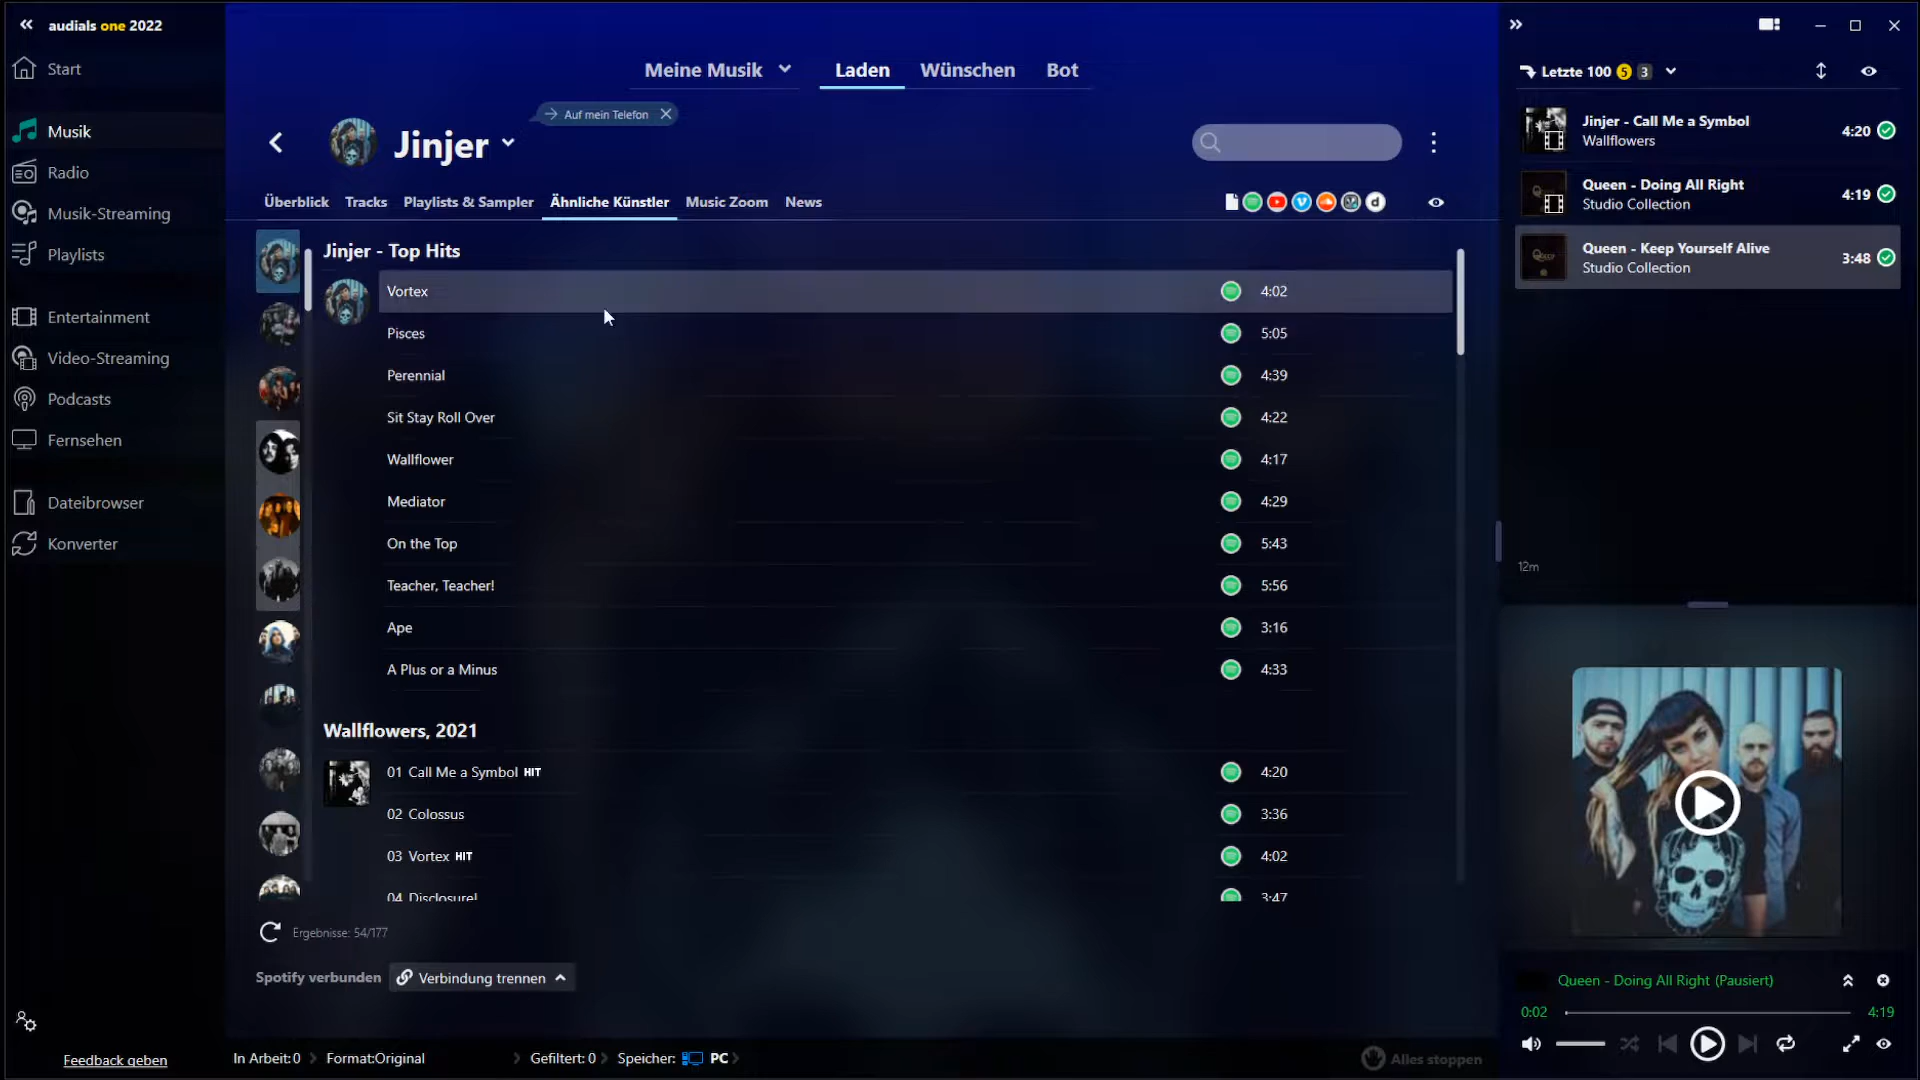 audials one 2022
Start
Musik
Radio
Musik-Streaming
Playlists
Entertainment
Video-Streaming
Podcasts
Fernsehen
Dateibrowser
Konverter
Feedback geben
Meine Musik
Laden
Wünschen
Bot
Auf mein Telefon
Jinjer
Überblick
Tracks
Playlists & Sampler
Ähnliche Künstler
Music Zoom
News
Jinjer - Top Hits
Vortex 4:02
Pisces 5:05
Perennial 4:39
Sit Stay Roll Over 4:22
Wallflower 4:17
Mediator 4:29
On the Top 5:43
Teacher, Teacher! 5:56
Ape 3:16
A Plus or a Minus 4:33
Wallflowers, 2021
01 Call Me a Symbol HIT 4:20
02 Colossus 3:36
03 Vortex HIT 4:02
04 Disclosure! 3:47
Ergebnisse: 54/177
Spotify verbunden
Verbindung trennen
In Arbeit:0
Format:Original
Gefiltert: 0
Speicher: PC
Alles stoppen
Letzte 100 5 3
Jinjer - Call Me a Symbol
Wallflowers
4:20
Queen - Doing All Right
Studio Collection
4:19
Queen - Keep Yourself Alive
Studio Collection
3:48
12m
Queen - Doing All Right (Pausiert)
0:02
4:19